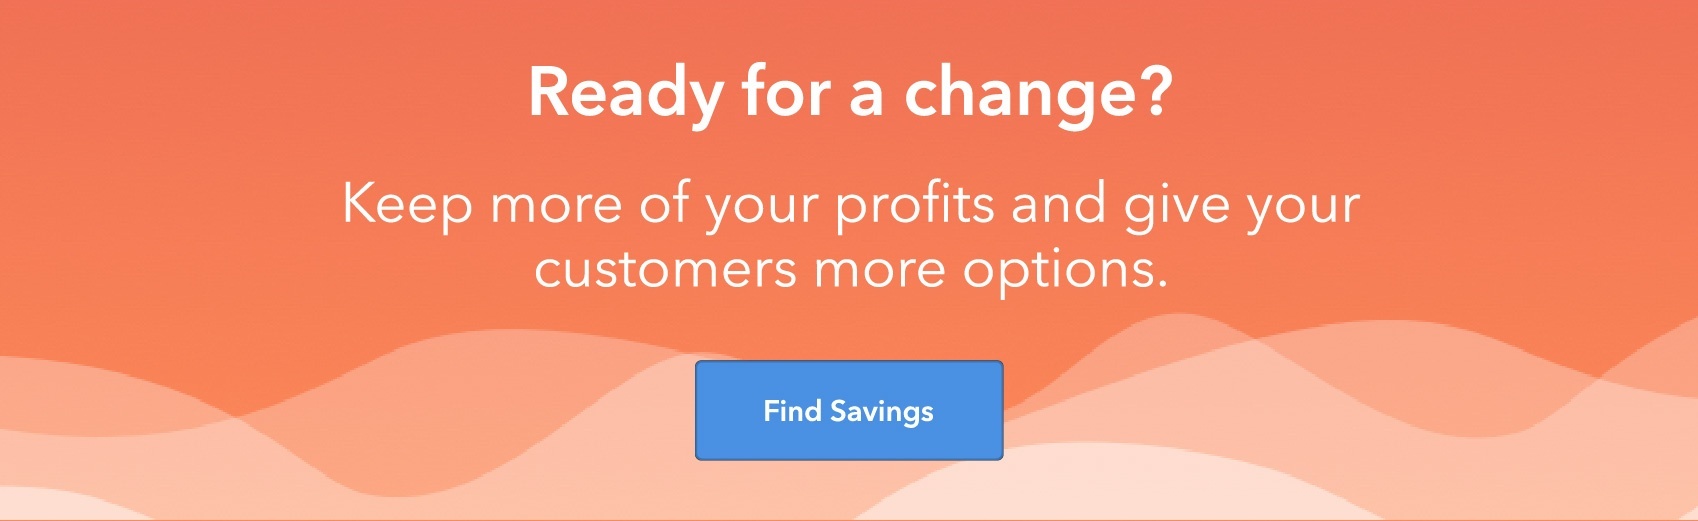 Ready for a change?
Keep more of your profits and give your
customers more options.
Find Savings